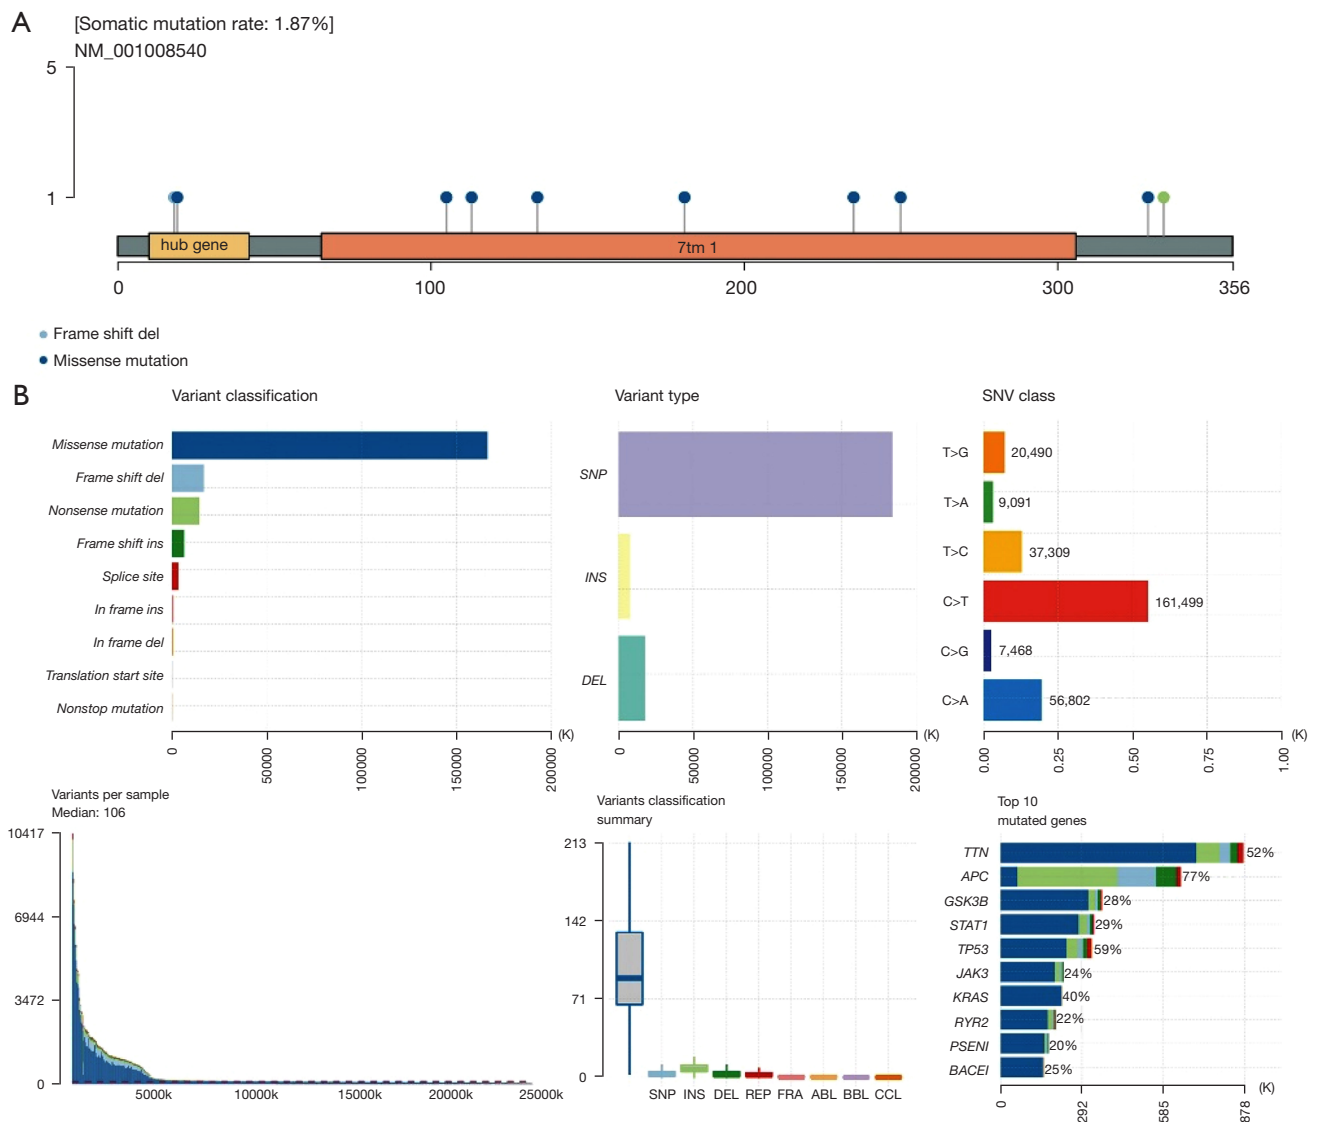 A
[Somatic mutation rate: 1.87%]
NM_001008540
5
1
hub gene
7tm 1
0 100 200 300 356
Frame shift del
Missense mutation
B
Variant classification
Missense mutation
Frame shift del
Nonsense mutation
Frame shift ins
Splice site
In frame ins
In frame del
Translation start site
Nonstop mutation
0 50000 100000 150000 200000 (K)
Variant type
SNP
INS
DEL
0 50000 100000 150000 200000 (K)
SNV class
T>G 20,490
T>A 9,091
T>C 37,309
C>T 161,499
C>G 7,468
C>A 56,802
0.00 0.25 0.50 0.75 1.00 (K)
Variants per sample
Median: 106
10417
6944
3472
0
5000k 10000k 15000k 20000k 25000k
Variants classification
summary
213
142
71
0
SNP INS DEL REP FRA ABL BBL CCL
Top 10
mutated genes
TTN 52%
APC 77%
GSK3B 28%
STAT1 29%
TP53 59%
JAK3 24%
KRAS 40%
RYR2 22%
PSENI 20%
BACEI 25%
0 292 585 878 (K)